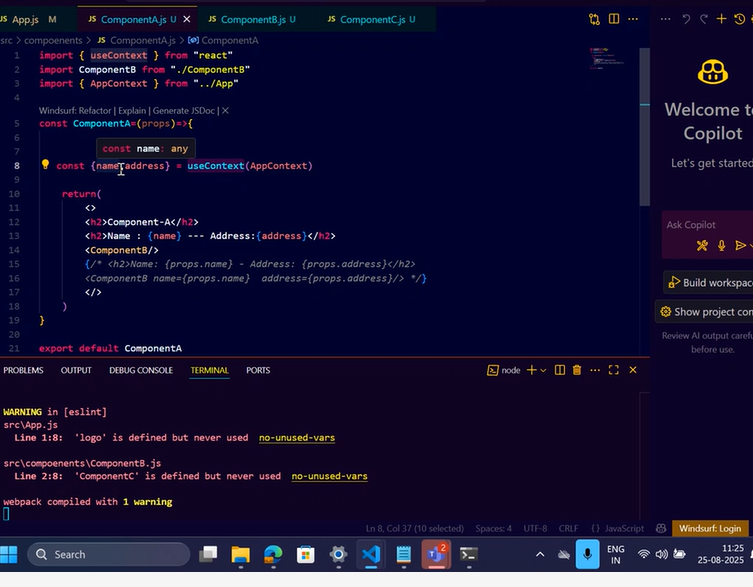 JS App.js M
JS ComponentA.js U
JS ComponentB.js U
JS ComponentC.js U
src > compoenents > JS ComponentA.js > ComponentA
1 import { useContext } from "react"
2 import ComponentB from "./ComponentB"
3 import { AppContext } from "../App"
4
Windsurf: Refactor | Explain | Generate JSDoc | X
5 const ComponentA=(props)=>{
6
const name: any
7
8 const {name,address} = useContext(AppContext)
9
10 return(
11 <>
12 <h2>Component-A</h2>
13 <h2>Name : {name} --- Address:{address}</h2>
14 <ComponentB/>
15 {/* <h2>Name: {props.name} - Address: {props.address}</h2>
16 <ComponentB name={props.name} address={props.address}/> */}
17 </>
18 )
19 }
20
21 export default ComponentA
Welcome to
Copilot
Let's get started
Ask Copilot
Build workspac
Show project con
Review AI output carefu
before use.
PROBLEMS OUTPUT DEBUG CONSOLE TERMINAL PORTS
node
WARNING in [eslint]
src\App.js
Line 1:8: 'logo' is defined but never used no-unused-vars
src\compoenents\ComponentB.js
Line 2:8: 'ComponentC' is defined but never used no-unused-vars
webpack compiled with 1 warning
Ln 8, Col 37 (10 selected) Spaces: 4 UTF-8 CRLF {} JavaScript Windsurf: Login
Search
2
ENG
IN
11:25
25-08-2025